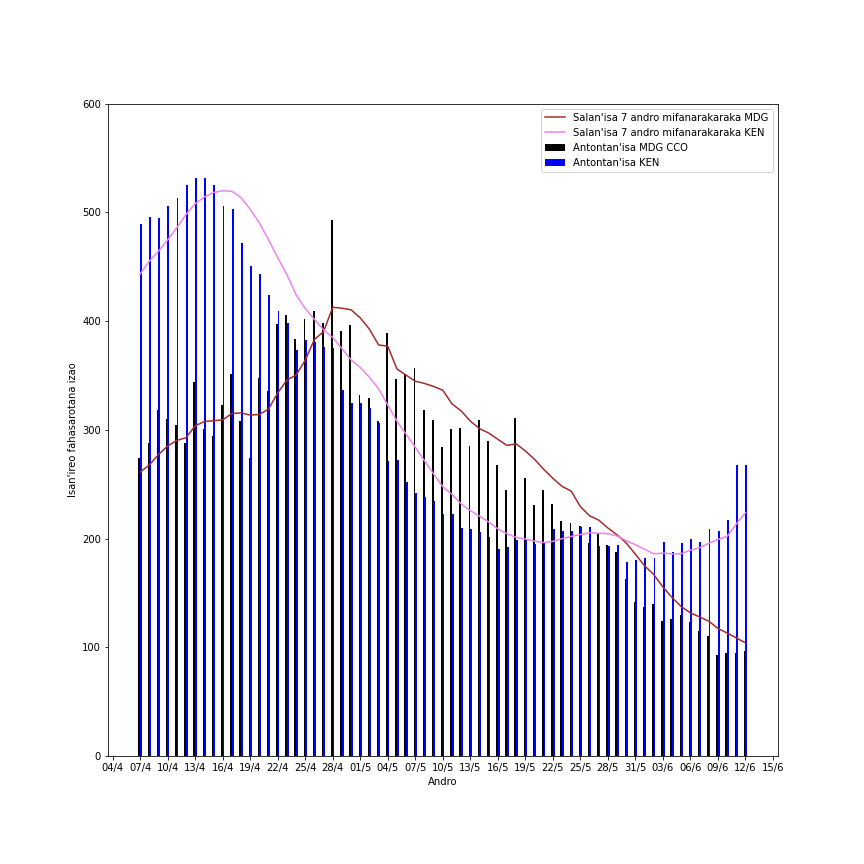 600
500
400
300
200
100
0
Isan'ireo fahasarotana izao
Salan'isa 7 andro mifanarakaraka MDG
Salan'isa 7 andro mifanarakaraka KEN
Antontan'isa MDG CCO
Antontan'isa KEN
04/4 07/4 10/4 13/4 16/4 19/4 22/4 25/4 28/4 01/5 04/5 07/5 10/5 13/5 16/5 19/5 22/5 25/5 28/5 31/5 03/6 06/6 09/6 12/6 15/6
Andro